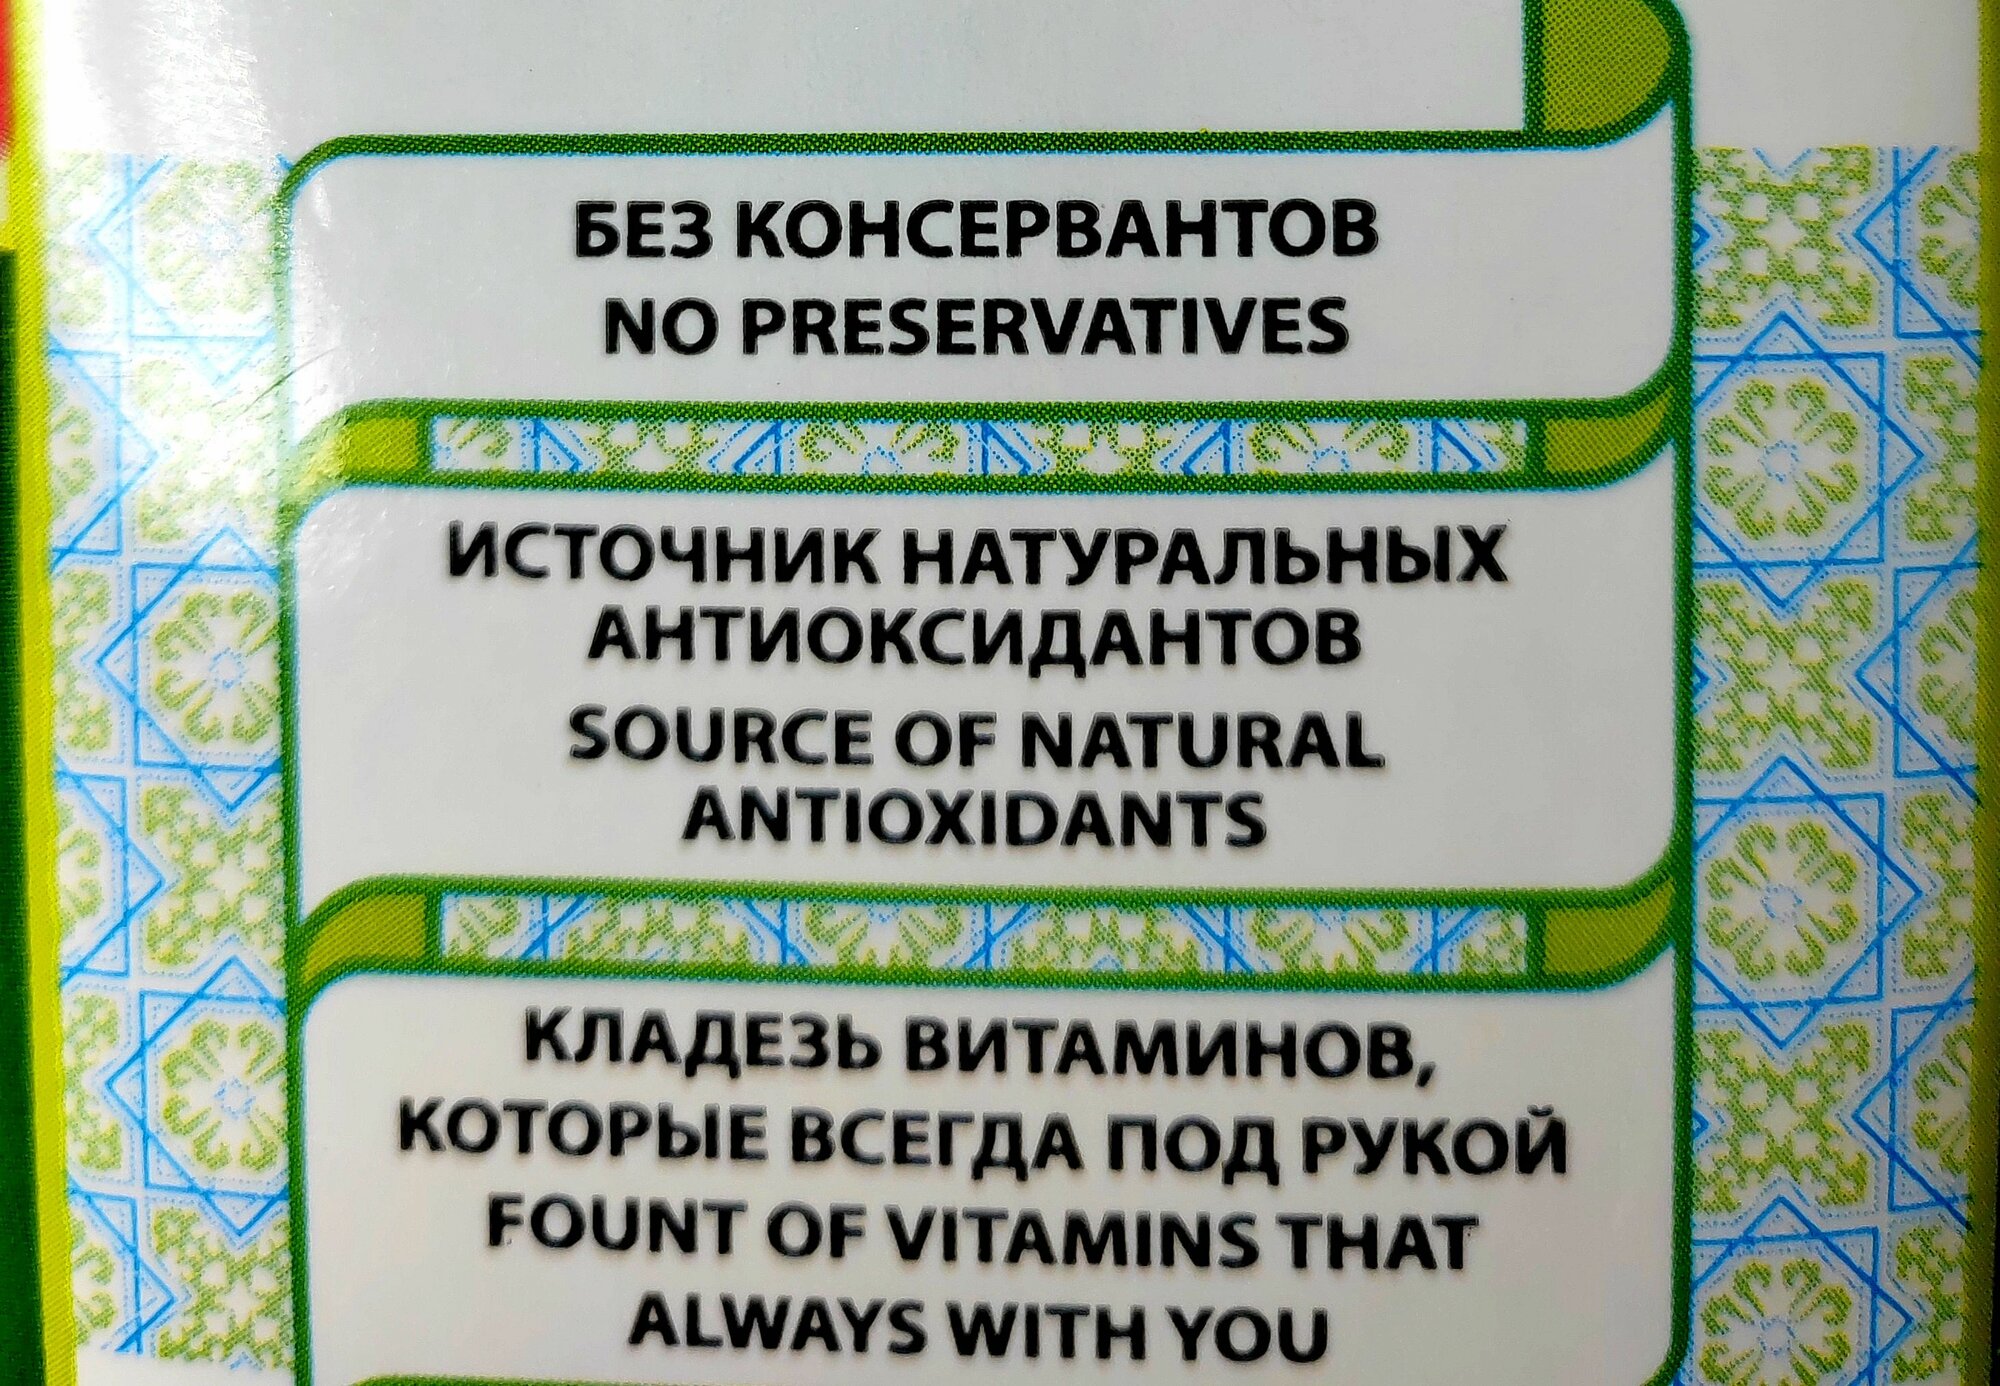 БЕЗ КОНСЕРВАНТОВ
NO PRESERVATIVES
ИСТОЧНИК НАТУРАЛЬНЫХ
АНТИОКСИДАНТОВ
SOURCE OF NATURAL
ANTIOXIDANTS
КЛАДЕЗЬ ВИТАМИНОВ,
КОТОРЫЕ ВСЕГДА ПОД РУКОЙ
FOUNT OF VITAMINS THAT
ALWAYS WITH YOU